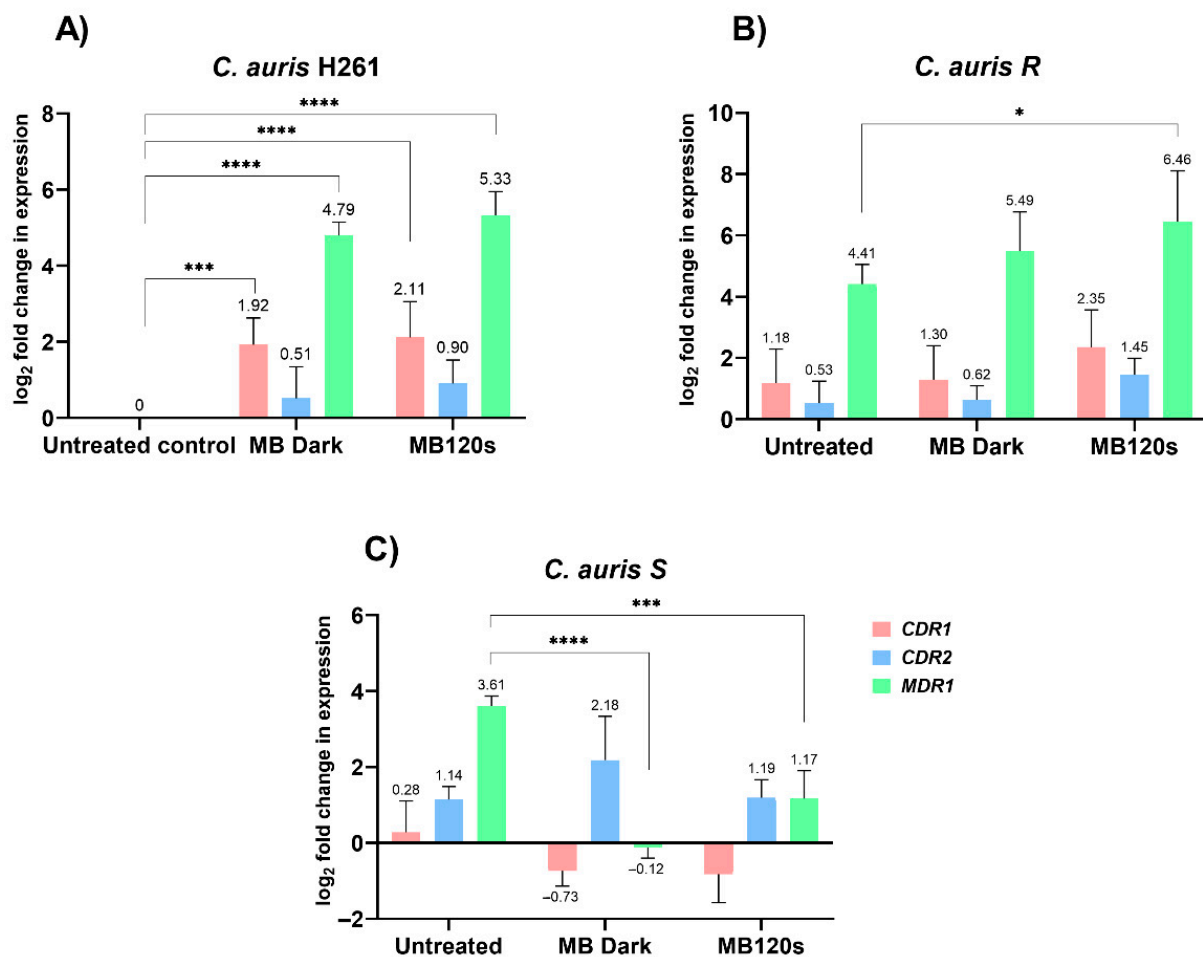 A)
C. auris H261
log2 fold change in expression
8
6
4
2
0
****
****
****
***
0
1.92
0.51
4.79
2.11
0.90
5.33
Untreated control
MB Dark
MB120s
B)
C. auris R
log2 fold change in expression
10
8
6
4
2
0
*
1.18
0.53
4.41
1.30
0.62
5.49
2.35
1.45
6.46
Untreated
MB Dark
MB120s
C)
C. auris S
log2 fold change in expression
6
4
2
0
–2
***
****
0.28
1.14
3.61
–0.73
2.18
–0.12
1.19
1.17
Untreated
MB Dark
MB120s
CDR1
CDR2
MDR1